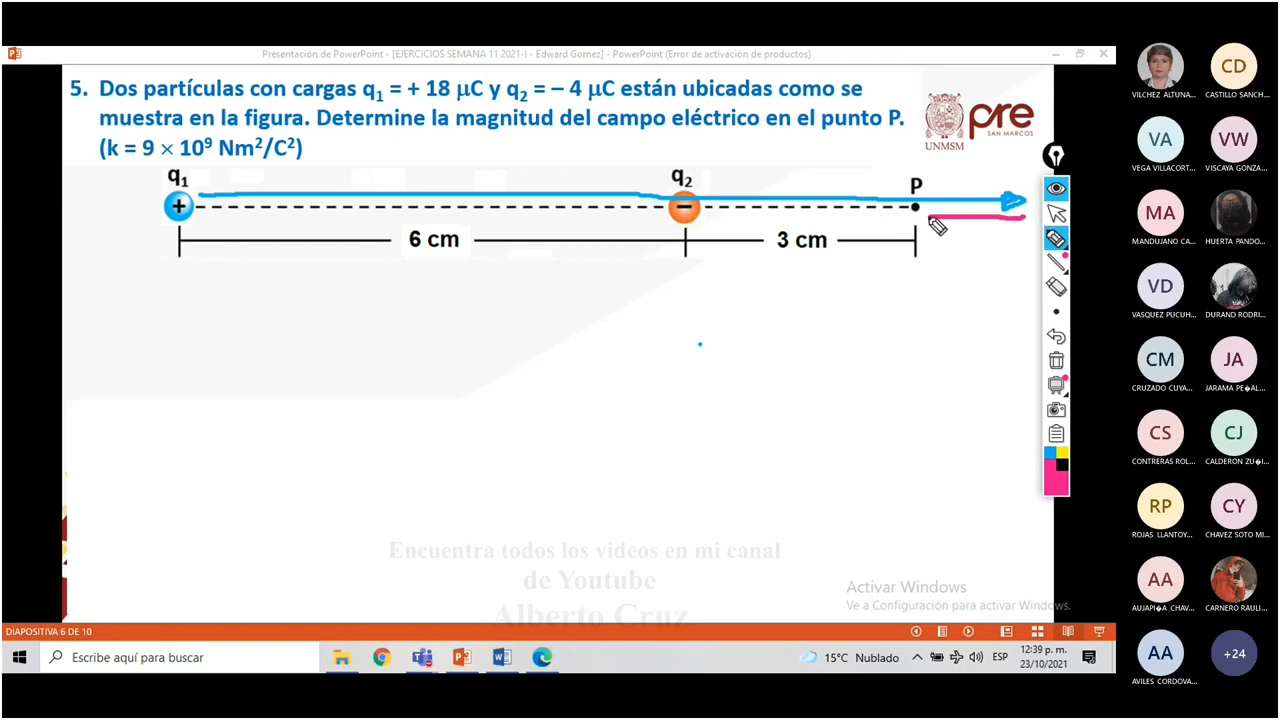 Presentación de PowerPoint - [EJERCICIOS SEMANA 11 2021-I - Edward Gomez] - PowerPoint (Error de activación de productos)
5. Dos partículas con cargas q1 = + 18 µC y q2 = – 4 µC están ubicadas como se
muestra en la figura. Determine la magnitud del campo eléctrico en el punto P.
(k = 9 × 10⁹ Nm²/C²)
UNMSM
pre
SAN MARCOS
q1
q2
P
+
–
6 cm
3 cm
Encuentra todos los videos en mi canal
de Youtube
Alberto Cruz
Activar Windows
Ve a Configuración para activar Windows.
DIAPOSITIVA 6 DE 10
Escribe aquí para buscar
15°C Nublado
ESP
12:39 p. m.
23/10/2021
VILCHEZ ALTUNA...
CD
CASTILLO SANCH...
VA
VEGA VILLACORT...
VW
VISCAYA GONZA...
MA
MANDUJANO CA...
HUERTA PANDO...
VD
VASQUEZ PUCUH...
DURAND RODRI...
CM
CRUZADO CUYA...
JA
JARAMA PE�AL...
CS
CONTRERAS ROL...
CJ
CALDERON ZU�I...
RP
ROJAS LLANTOY...
CY
CHAVEZ SOTO MI...
AA
AUJAPI�A CHAV...
CARNERO RAULI...
AA
AVILES CORDOVA...
+24